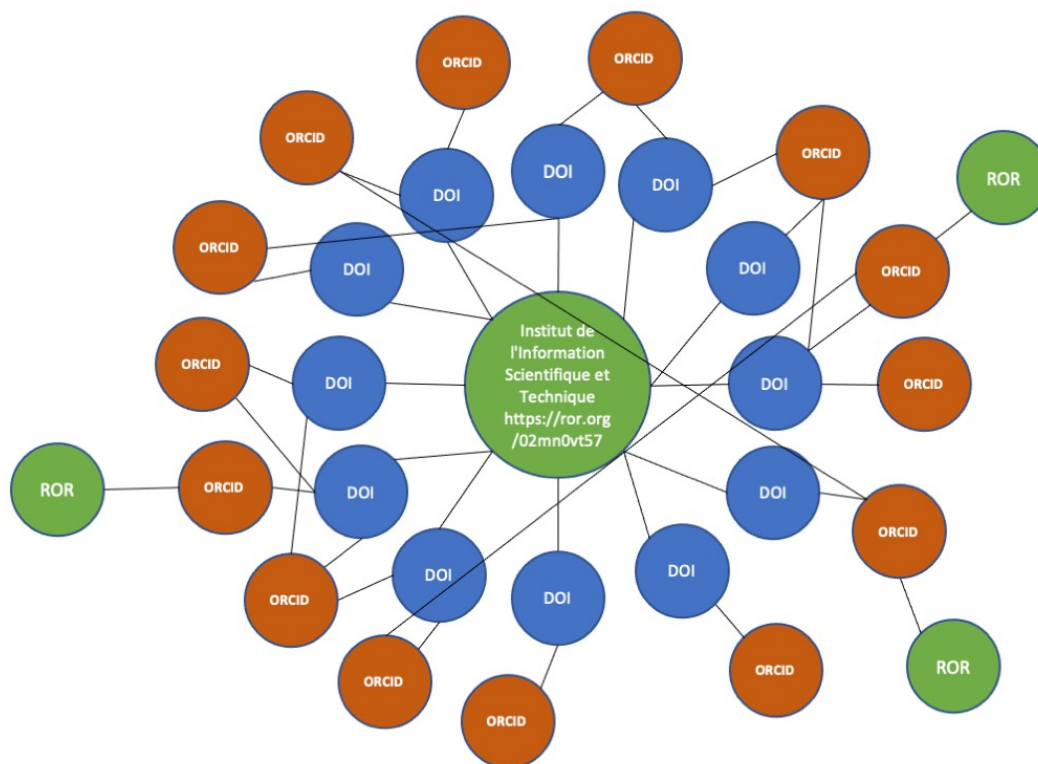 ORCID
ORCID
ORCID
ORCID
DOI
ROR
DOI
DOI
DOI
ORCID
DOI
DOI
ORCID
Institut de
l'Information
Scientifique et
Technique
https://ror.org
/02mn0vt57
ORCID
DOI
DOI
ORCID
ROR
ORCID
DOI
DOI
ORCID
DOI
DOI
DOI
ORCID
ROR
ORCID
ORCID
ORCID